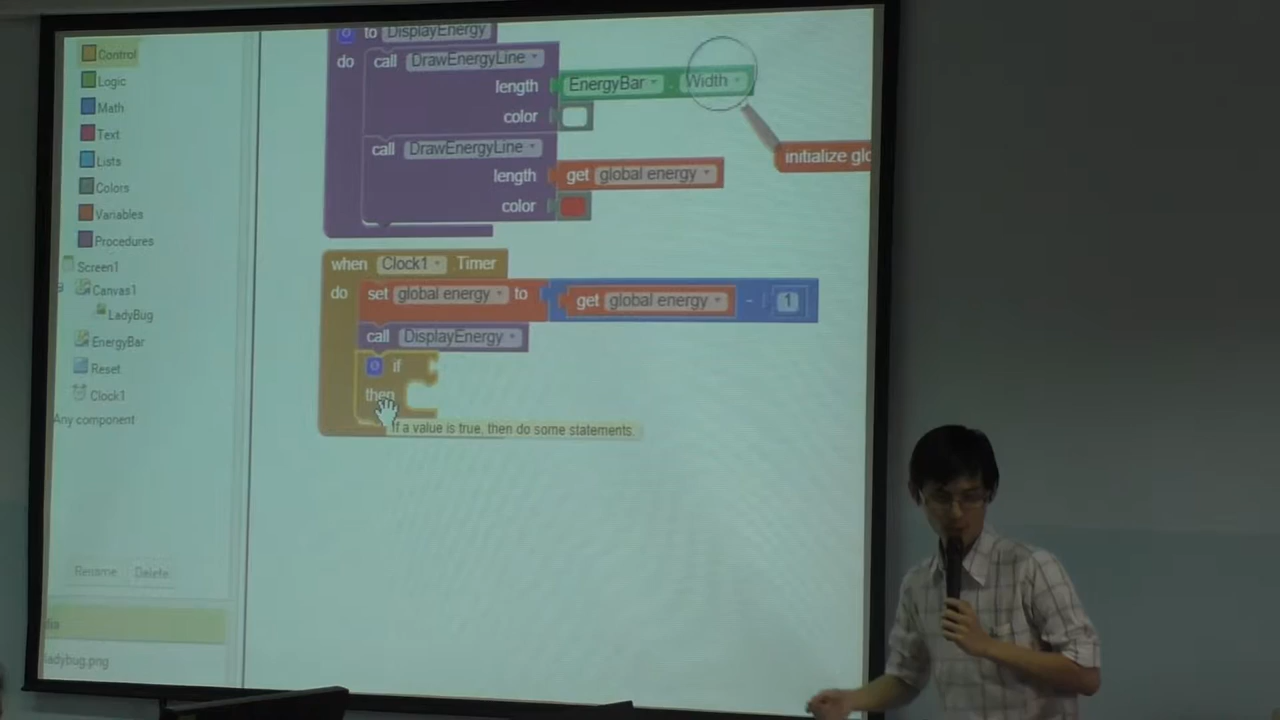 Control
Logic
Math
Text
Lists
Colors
Variables
Procedures
Screen1
Canvas1
LadyBug
EnergyBar
Reset
Clock1
Any component
Rename Delete
ladybug.png
to DisplayEnergy
do call DrawEnergyLine
length EnergyBar . Width
color
call DrawEnergyLine
length get global energy
color
initialize glo
when Clock1 .Timer
do set global energy to get global energy - 1
call DisplayEnergy
if
then
If a value is true, then do some statements.